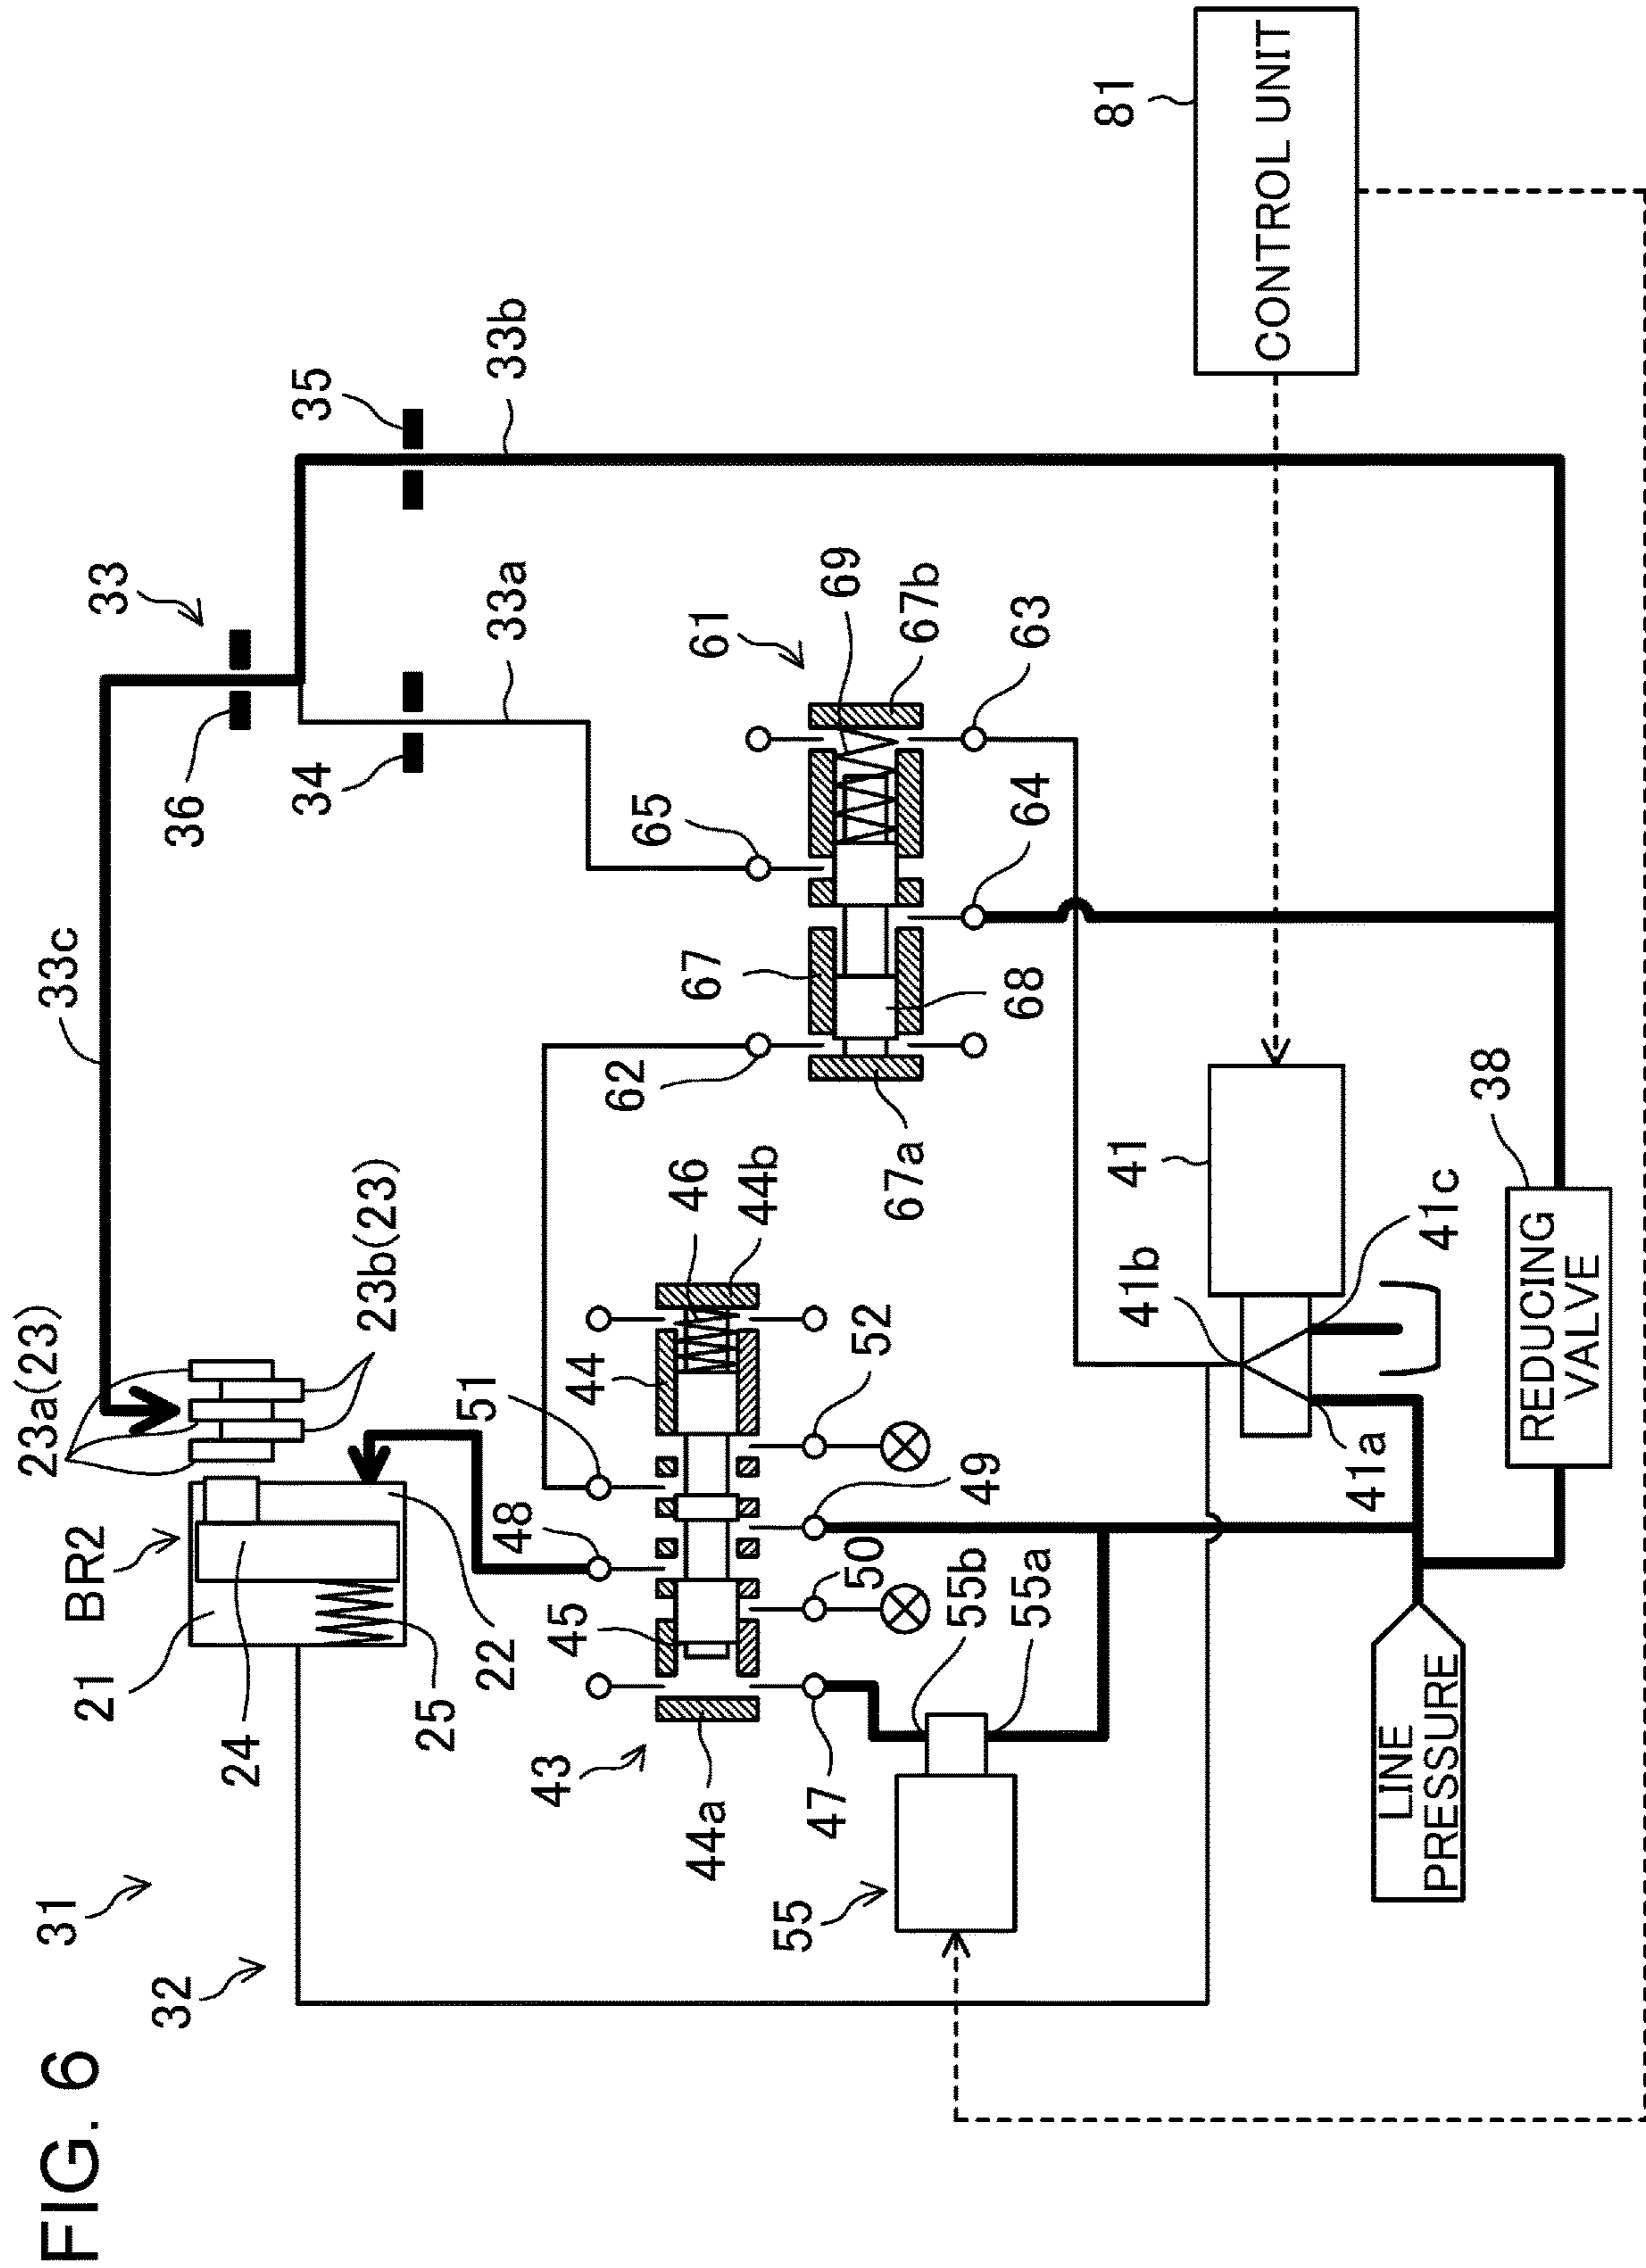 FIG. 6
31
32
BR2
21
24
25
22
23a(23)
23b(23)
33c
33
36
34
35
33a
33b
43
44a
45
48
51
44
46
44b
47
50
49
52
55
55b
55a
61
62
67
65
69
67b
67a
68
64
63
41
41b
41a
41c
38
REDUCING
VALVE
LINE
PRESSURE
81
CONTROL UNIT